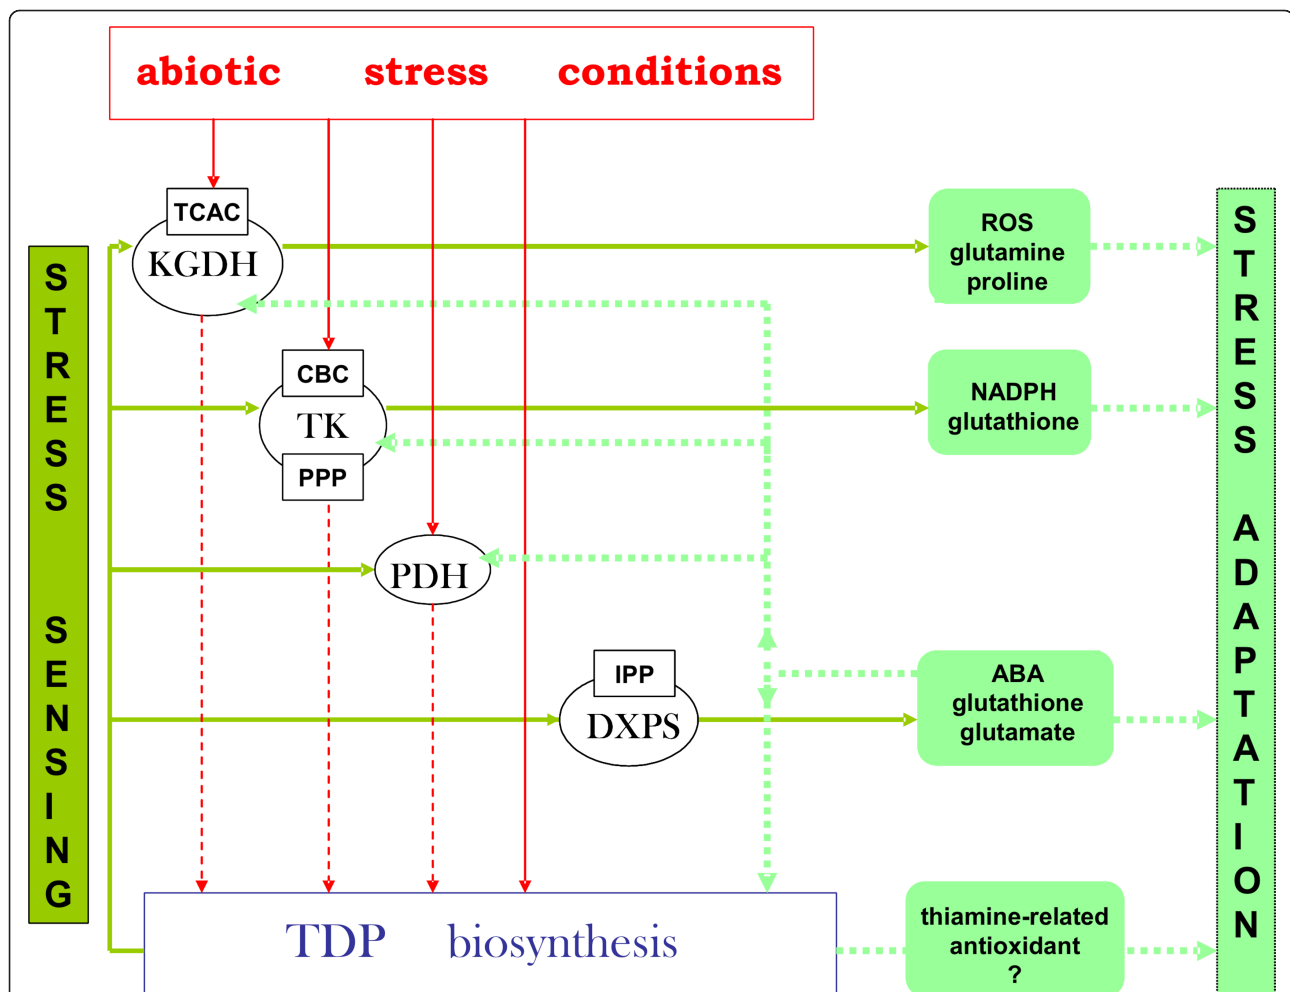 abiotic stress conditions
TCAC
KGDH
CBC
TK
PPP
PDH
IPP
DXPS
TDP biosynthesis
STRESS SENSING
ROS
glutamine
proline
NADPH
glutathione
ABA
glutathione
glutamate
thiamine-related
antioxidant
?
STRESS ADAPTATION